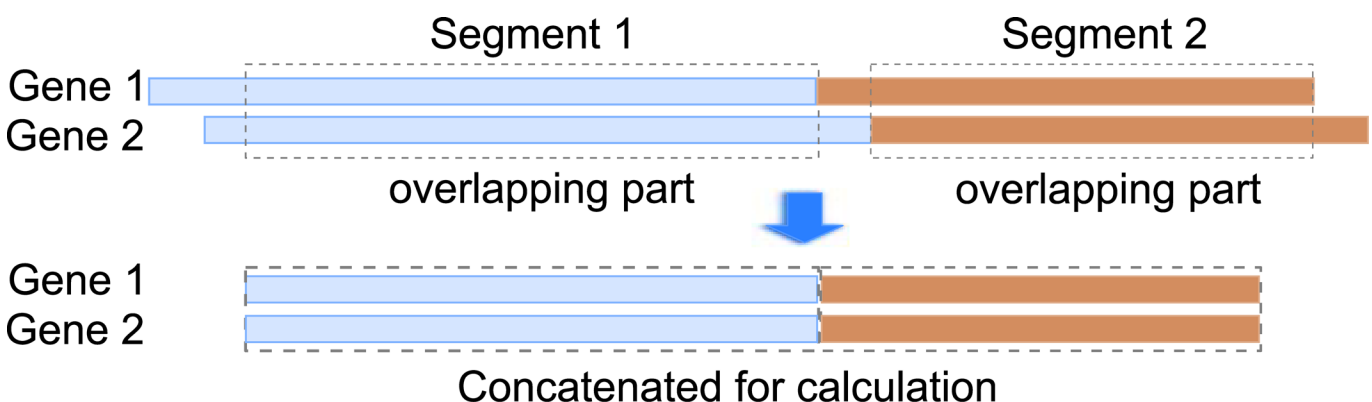 Segment 1 Segment 2
Gene 1
Gene 2
overlapping part overlapping part
Gene 1
Gene 2
Concatenated for calculation